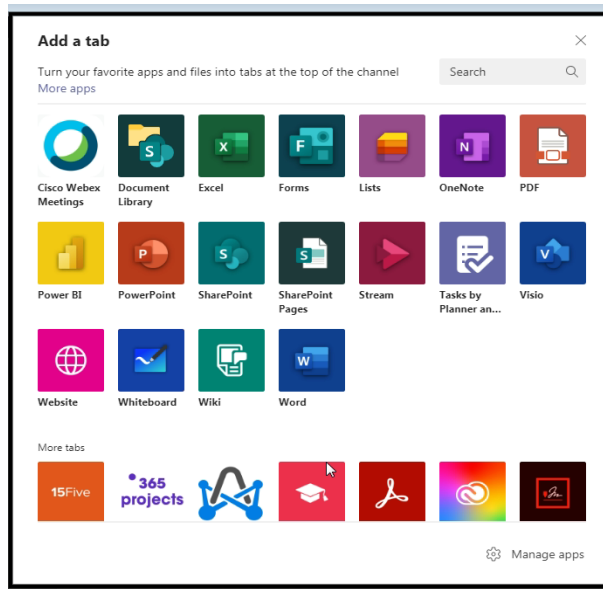 Add a tab
Turn your favorite apps and files into tabs at the top of the channel
More apps
Search
Cisco Webex Meetings
Document Library
Excel
Forms
Lists
OneNote
PDF
Power BI
PowerPoint
SharePoint
SharePoint Pages
Stream
Tasks by Planner an...
Visio
Website
Whiteboard
Wiki
Word
More tabs
15Five
365 projects
Manage apps